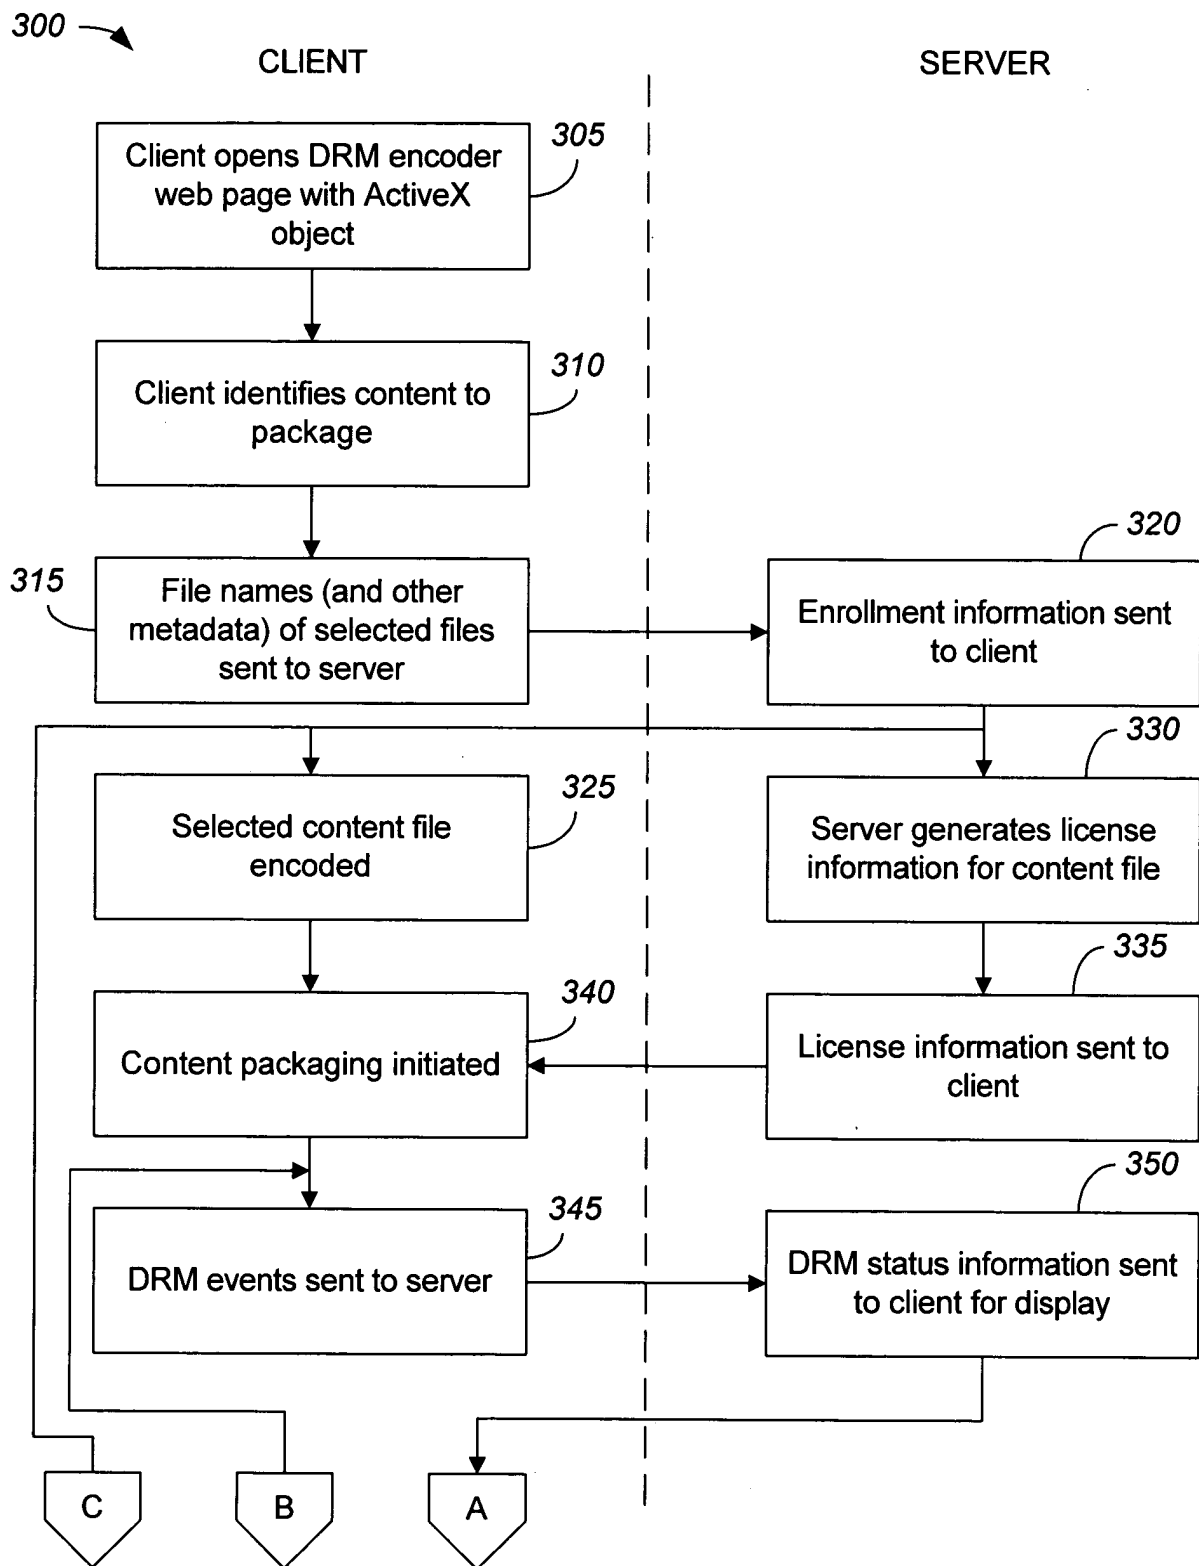 300
CLIENT
SERVER
305
Client opens DRM encoder
web page with ActiveX
object
310
Client identifies content to
package
315
File names (and other
metadata) of selected files
sent to server
320
Enrollment information sent
to client
325
Selected content file
encoded
330
Server generates license
information for content file
335
License information sent to
client
340
Content packaging initiated
345
DRM events sent to server
350
DRM status information sent
to client for display
C
B
A